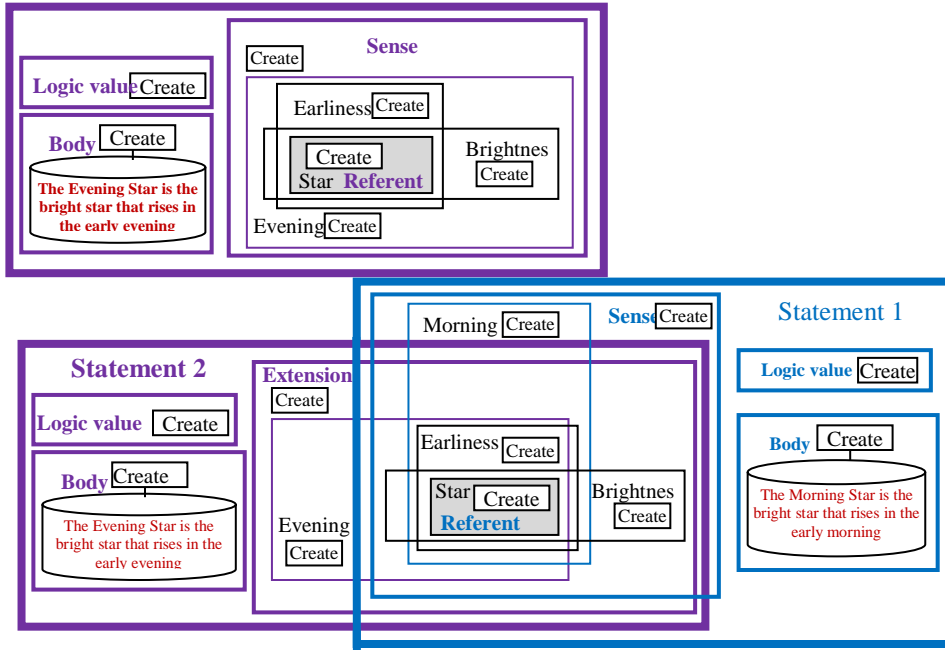 Sense
Create
Logic value Create
Earliness Create
Body Create
Brightnes
Create
Create
Star Referent
The Evening Star is the
bright star that rises in
the early evening
Evening Create
Statement 1
Morning Create
Sense Create
Statement 2
Extension
Create
Logic value Create
Logic value Create
Earliness Create
Body Create
Body Create
Star Create
Referent
Brightnes
Create
Evening
Create
The Evening Star is the
bright star that rises in the
early evening
The Morning Star is the
bright star that rises in the
early morning